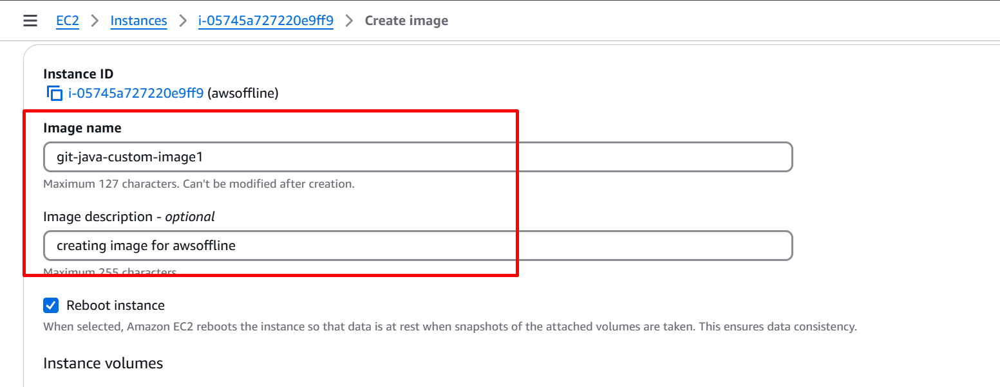 EC2 > Instances > i-05745a727220e9ff9 > Create image
Instance ID
i-05745a727220e9ff9 (awsoffline)
Image name
git-java-custom-image1
Maximum 127 characters. Can't be modified after creation.
Image description - optional
creating image for awsoffline
Maximum 255 characters
Reboot instance
When selected, Amazon EC2 reboots the instance so that data is at rest when snapshots of the attached volumes are taken. This ensures data consistency.
Instance volumes